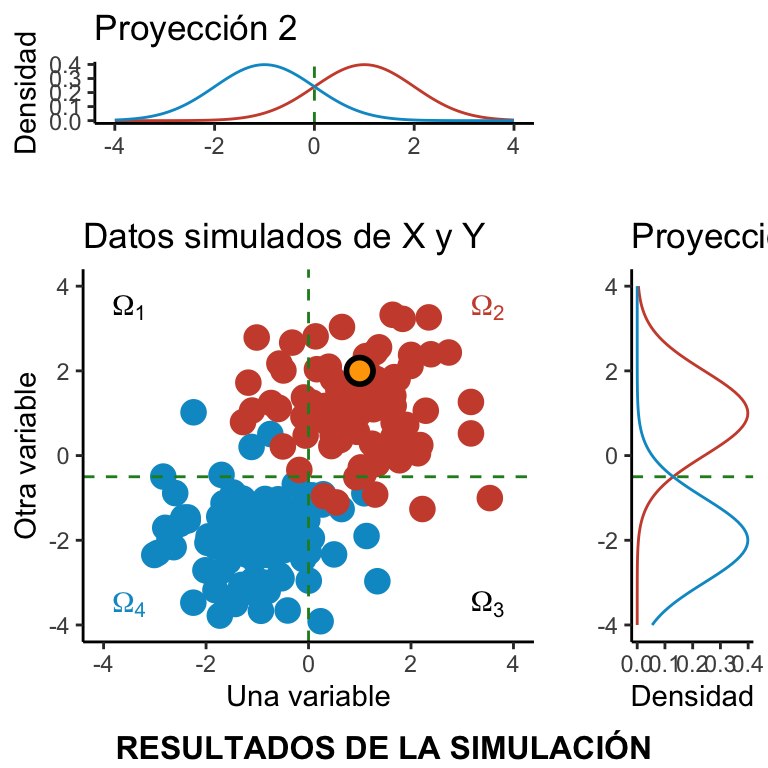 Proyección 2
Densidad
0.4
0.3
0.2
0.1
0.0
-4 -2 0 2 4
Datos simulados de X y Y
Otra variable
4
2
0
-2
-4
Ω1
Ω2
Ω4
Ω3
-4 -2 0 2 4
Una variable
Proyecci
4
2
0
-2
-4
0.0 0.1 0.2 0.3 0.4
Densidad
RESULTADOS DE LA SIMULACIÓN